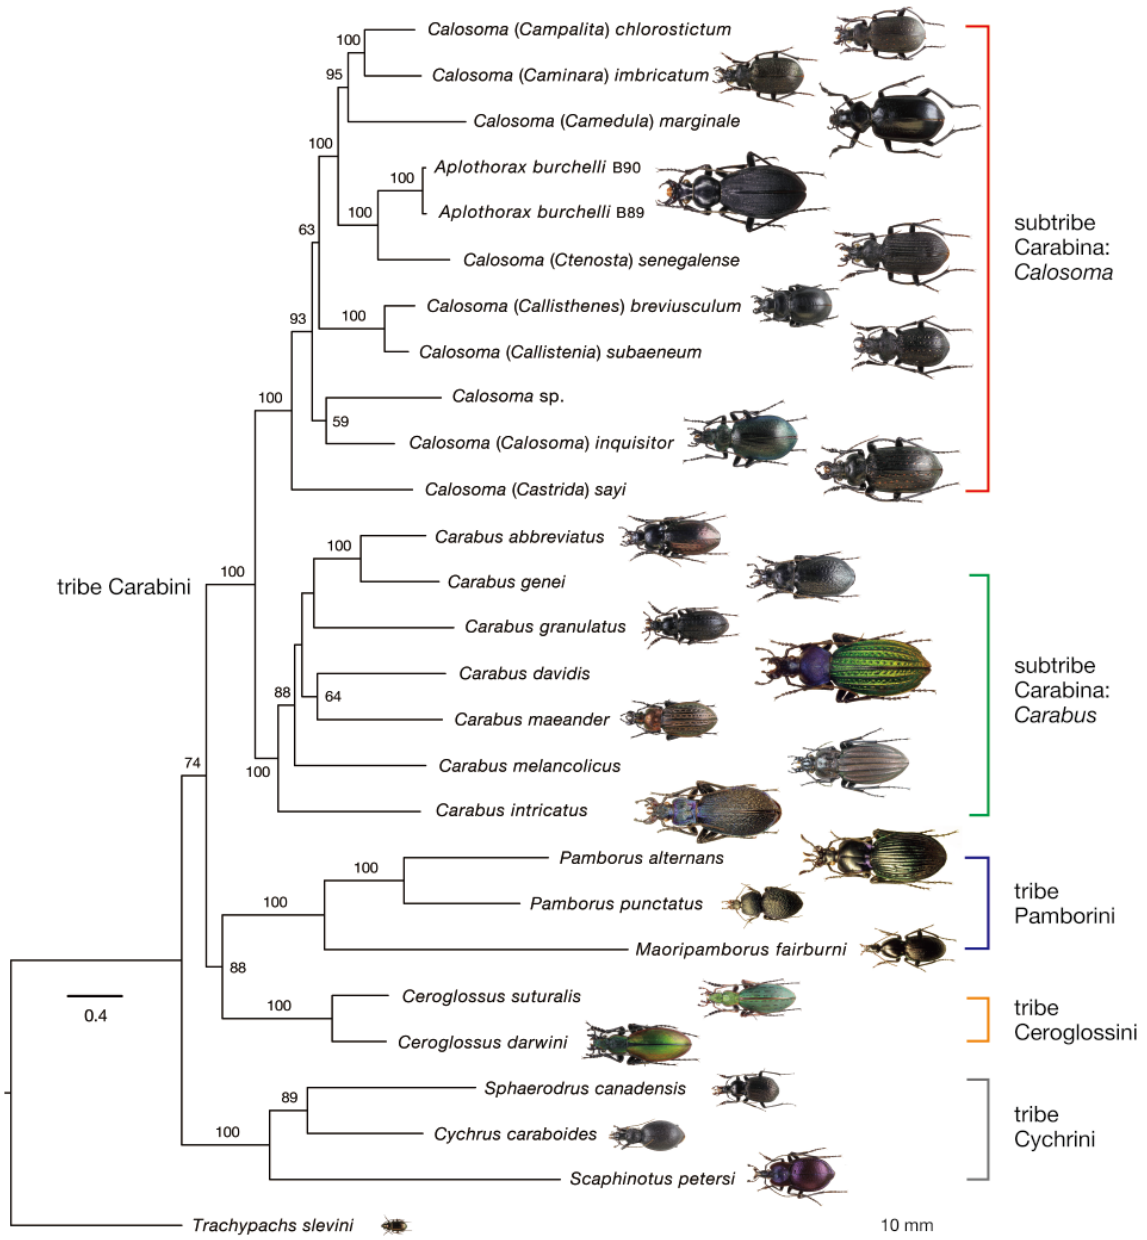 Calosoma (Campalita) chlorostictum
100
Calosoma (Caminara) imbricatum
95
Calosoma (Camedula) marginale
100
Aplothorax burchelli B90
100
Aplothorax burchelli B89
100
subtribe
Carabina:
Calosoma
63
Calosoma (Ctenosta) senegalense
Calosoma (Callisthenes) breviusculum
100
93
Calosoma (Callistenia) subaeneum
100
Calosoma sp.
59
Calosoma (Calosoma) inquisitor
Calosoma (Castrida) sayi
Carabus abbreviatus
100
tribe Carabini
100
Carabus genei
Carabus granulatus
subtribe
Carabina:
Carabus
Carabus davidis
88
64
Carabus maeander
74
100
Carabus melancolicus
Carabus intricatus
Pamborus alternans
100
tribe
Pamborini
100
Pamborus punctatus
Maoripamborus fairburni
88
0.4
Ceroglossus suturalis
100
tribe
Ceroglossini
Ceroglossus darwini
Sphaerodrus canadensis
89
tribe
Cychrini
100
Cychrus caraboides
Scaphinotus petersi
Trachypachs slevini
10 mm